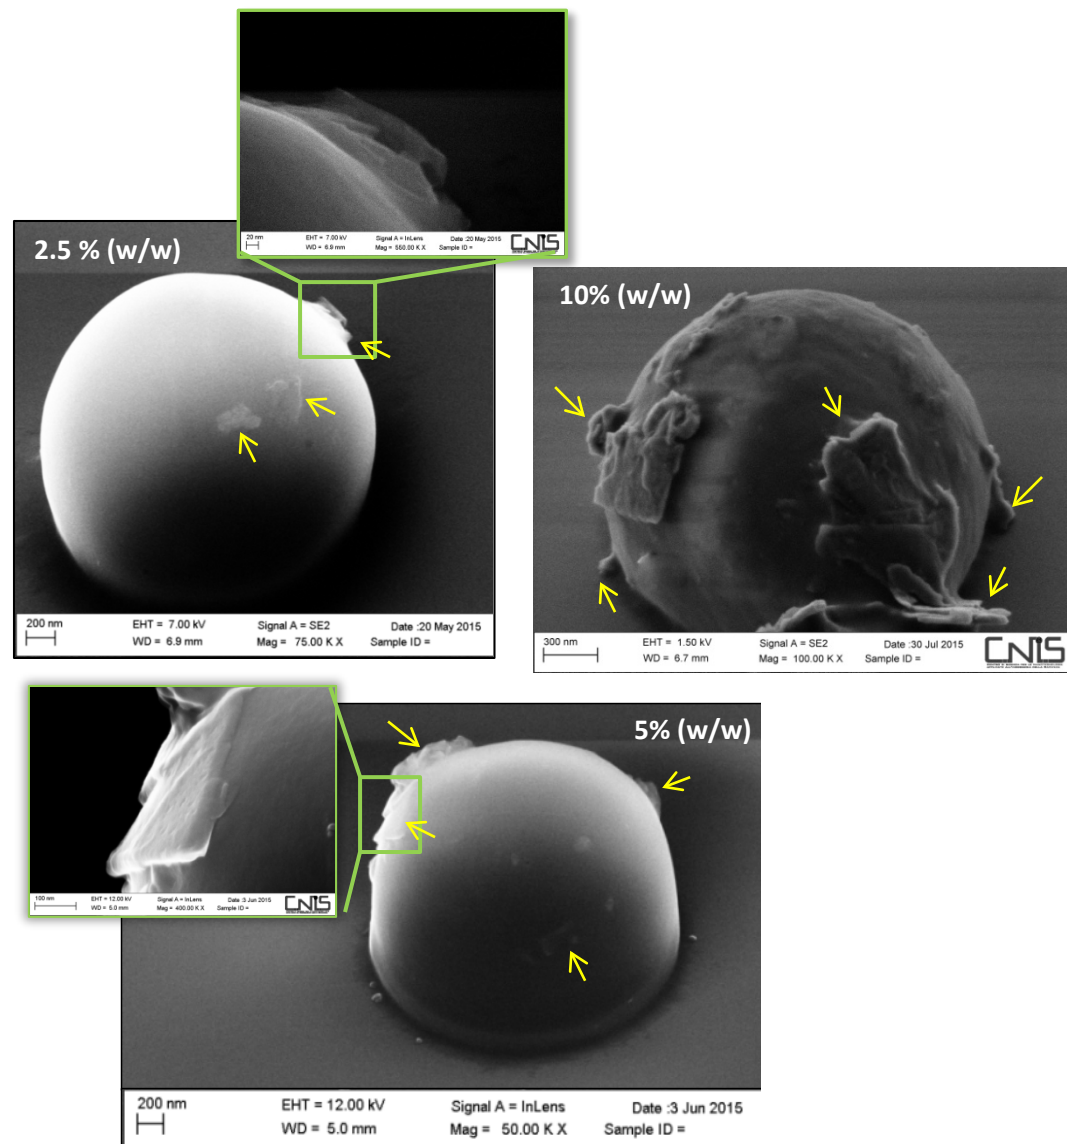 20 nm EHT = 7.00 kV Signal A = InLens Date :20 May 2015
WD = 6.9 mm Mag = 550.00 K X Sample ID =
CNIS
2.5 % (w/w)
200 nm EHT = 7.00 kV Signal A = SE2 Date :20 May 2015
WD = 6.9 mm Mag = 75.00 K X Sample ID =
10% (w/w)
300 nm EHT = 1.50 kV Signal A = SE2 Date :30 Jul 2015
WD = 6.7 mm Mag = 100.00 K X Sample ID =
CNIS
100 nm EHT = 12.00 kV Signal A = InLens Date :3 Jun 2015
WD = 5.0 mm Mag = 400.00 K X Sample ID =
CNIS
5% (w/w)
200 nm EHT = 12.00 kV Signal A = InLens Date :3 Jun 2015
WD = 5.0 mm Mag = 50.00 K X Sample ID =